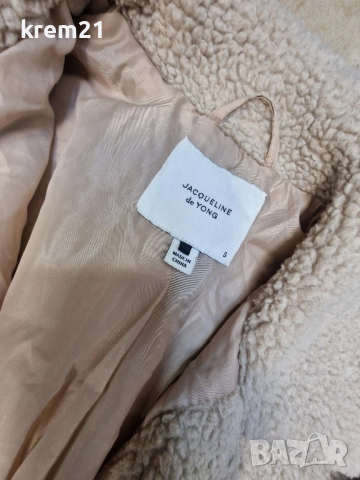 krem21
JACQUELINE
de YONG
S
MADE IN
CHINA
BAZAR